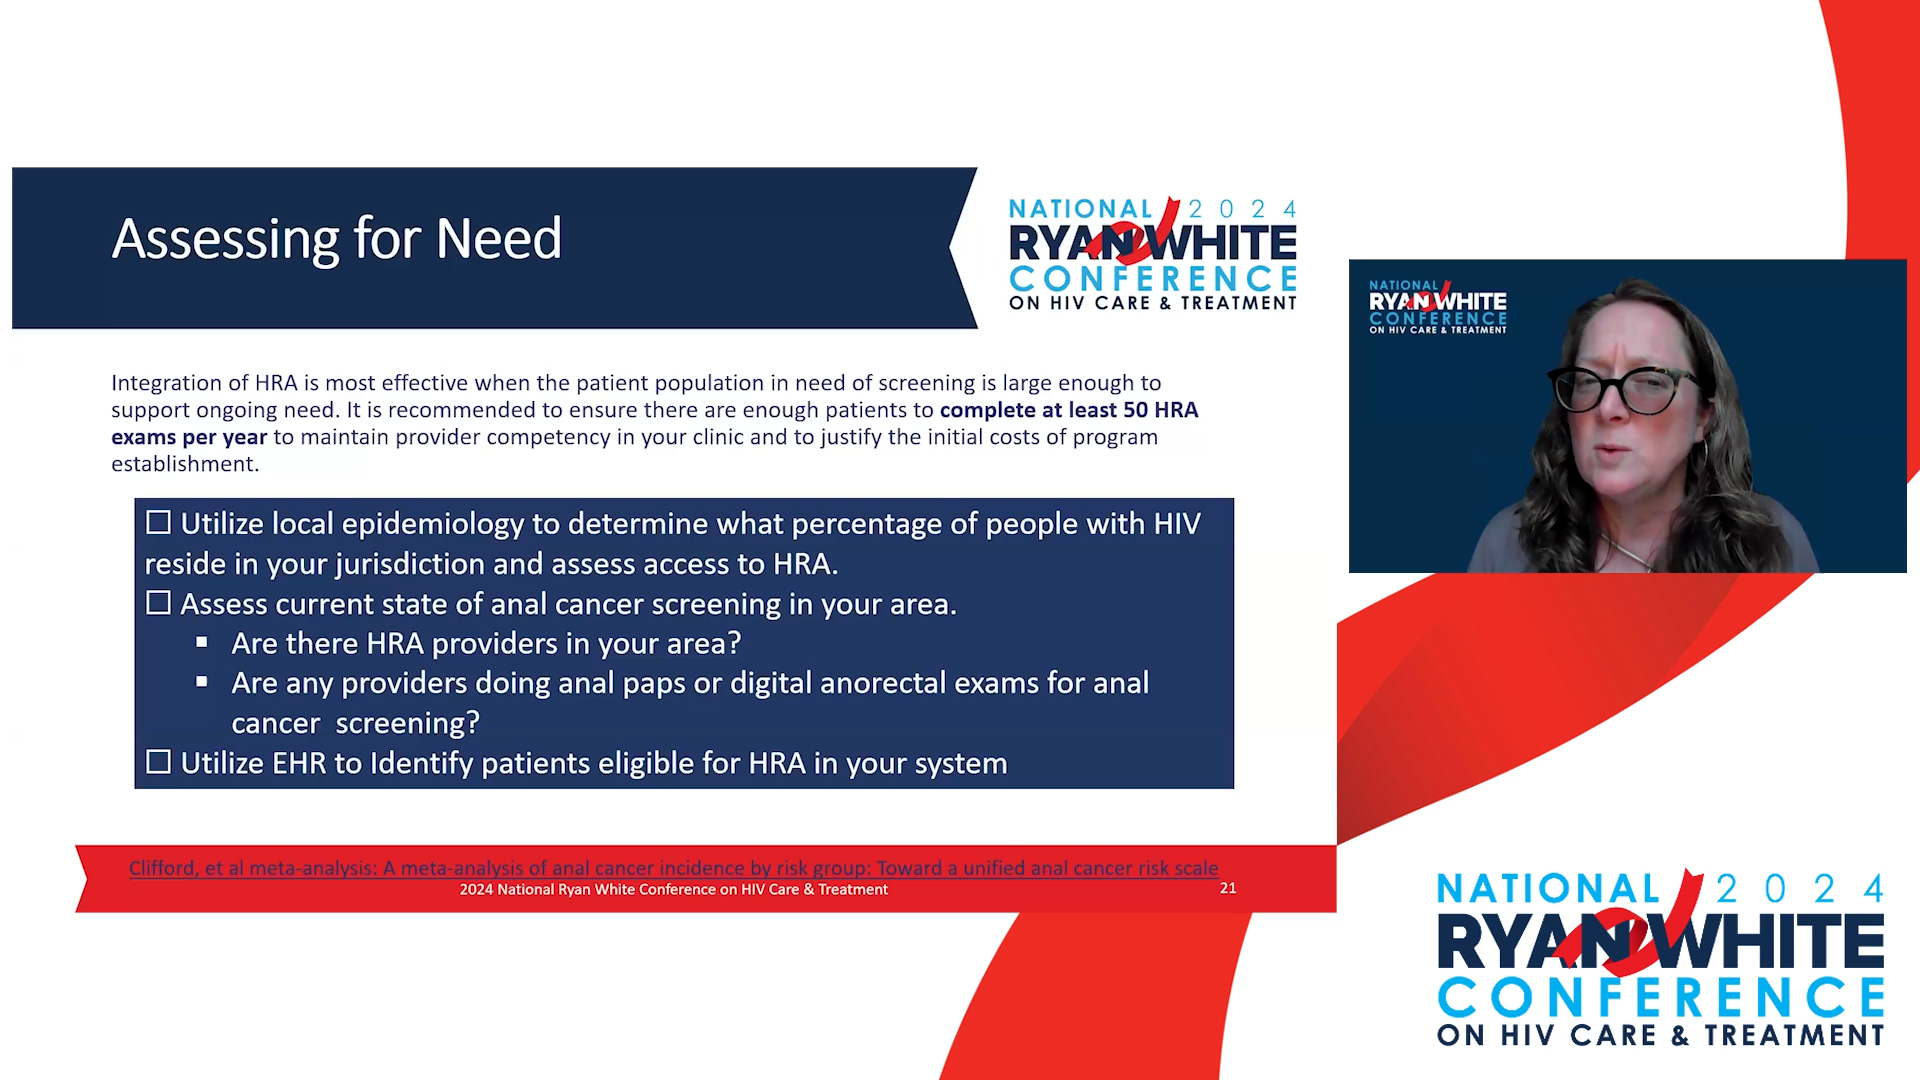 Assessing for Need
NATIONAL 2024
RYAN WHITE
CONFERENCE
ON HIV CARE & TREATMENT
Integration of HRA is most effective when the patient population in need of screening is large enough to
support ongoing need. It is recommended to ensure there are enough patients to complete at least 50 HRA
exams per year to maintain provider competency in your clinic and to justify the initial costs of program
establishment.
☐ Utilize local epidemiology to determine what percentage of people with HIV
reside in your jurisdiction and assess access to HRA.
☐ Assess current state of anal cancer screening in your area.
▪ Are there HRA providers in your area?
▪ Are any providers doing anal paps or digital anorectal exams for anal
cancer  screening?
☐ Utilize EHR to Identify patients eligible for HRA in your system
Clifford, et al meta-analysis: A meta-analysis of anal cancer incidence by risk group: Toward a unified anal cancer risk scale
2024 National Ryan White Conference on HIV Care & Treatment
21
NATIONAL
RYAN WHITE
CONFERENCE
ON HIV CARE & TREATMENT
NATIONAL 2024
RYAN WHITE
CONFERENCE
ON HIV CARE & TREATMENT